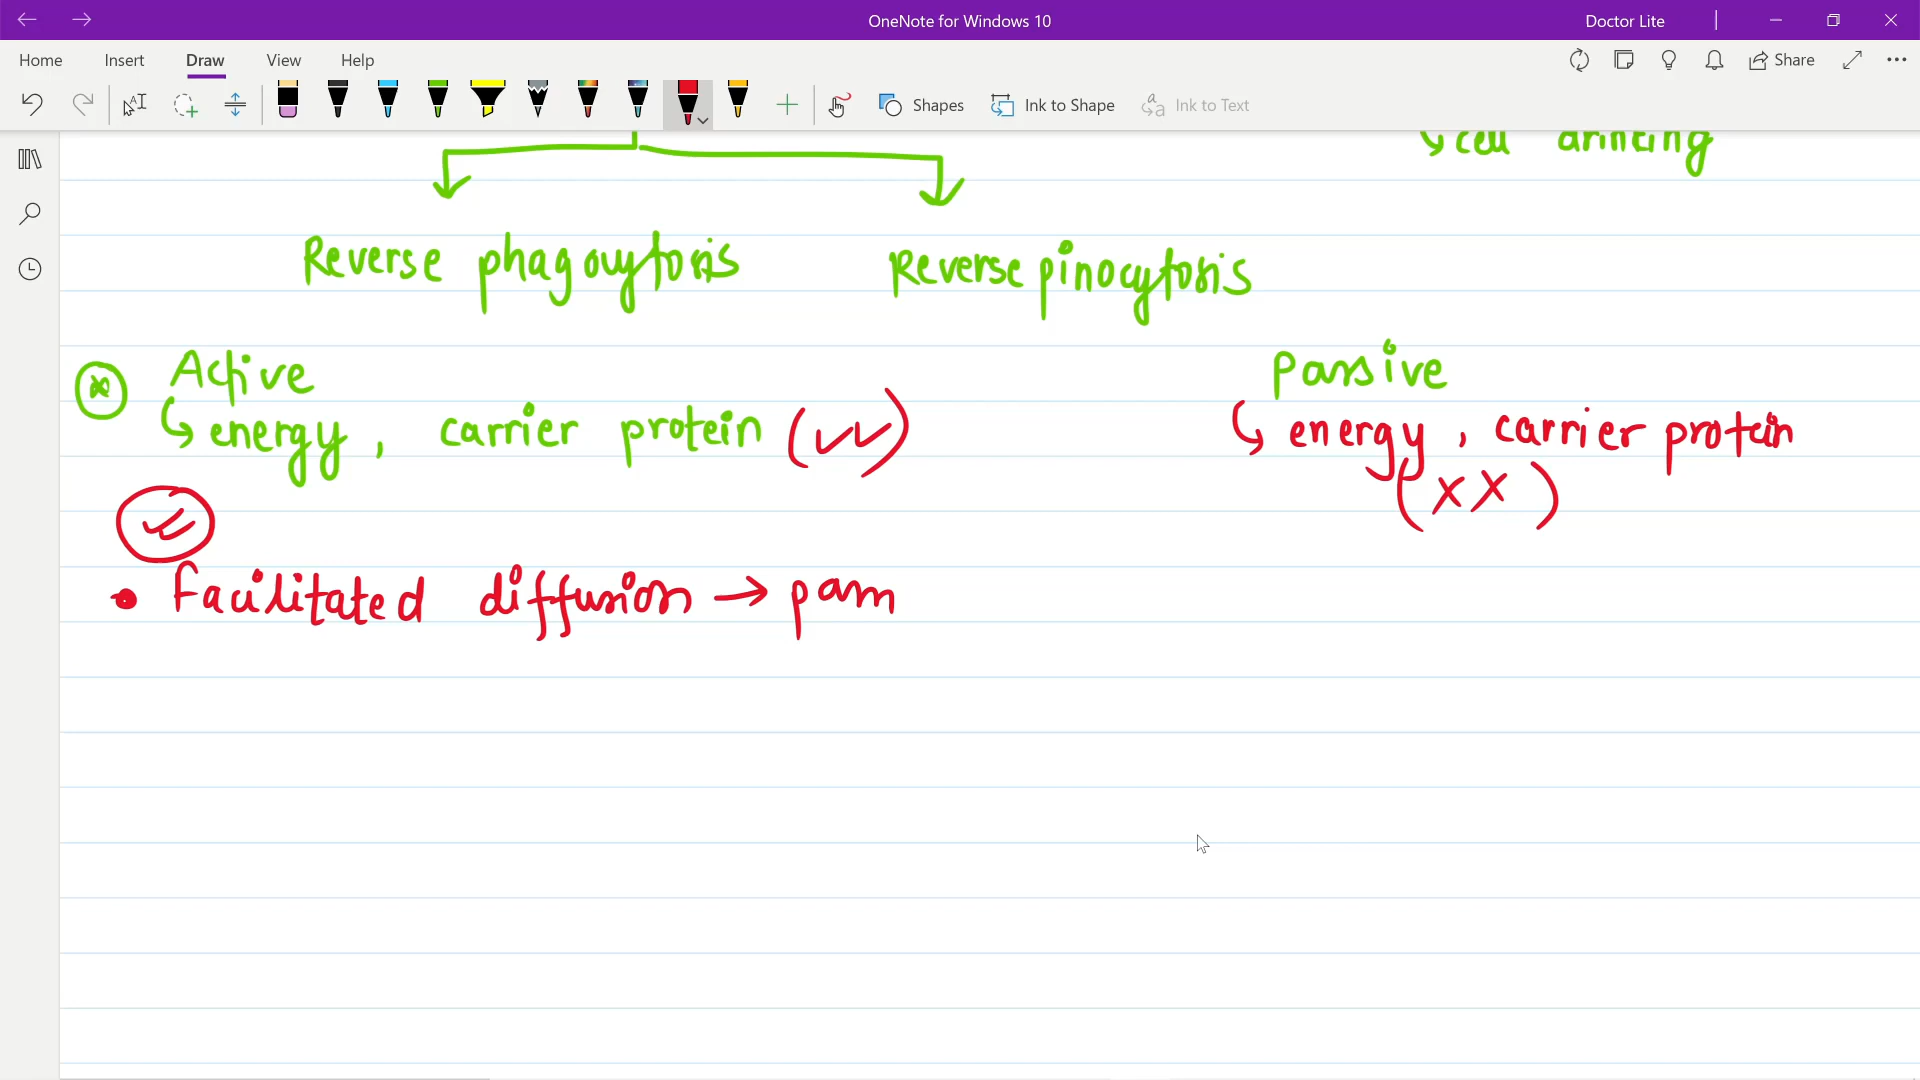 OneNote for Windows 10
Doctor Lite
Home Insert Draw View Help
Share
Shapes Ink to Shape Ink to Text
↳ cell drinking
Reverse phagocytosis Reverse pinocytosis
Active Passive
↳ energy, carrier protein (✓✓) ↳ energy, carrier protein
(XX)
• Facilitated diffusion → pass